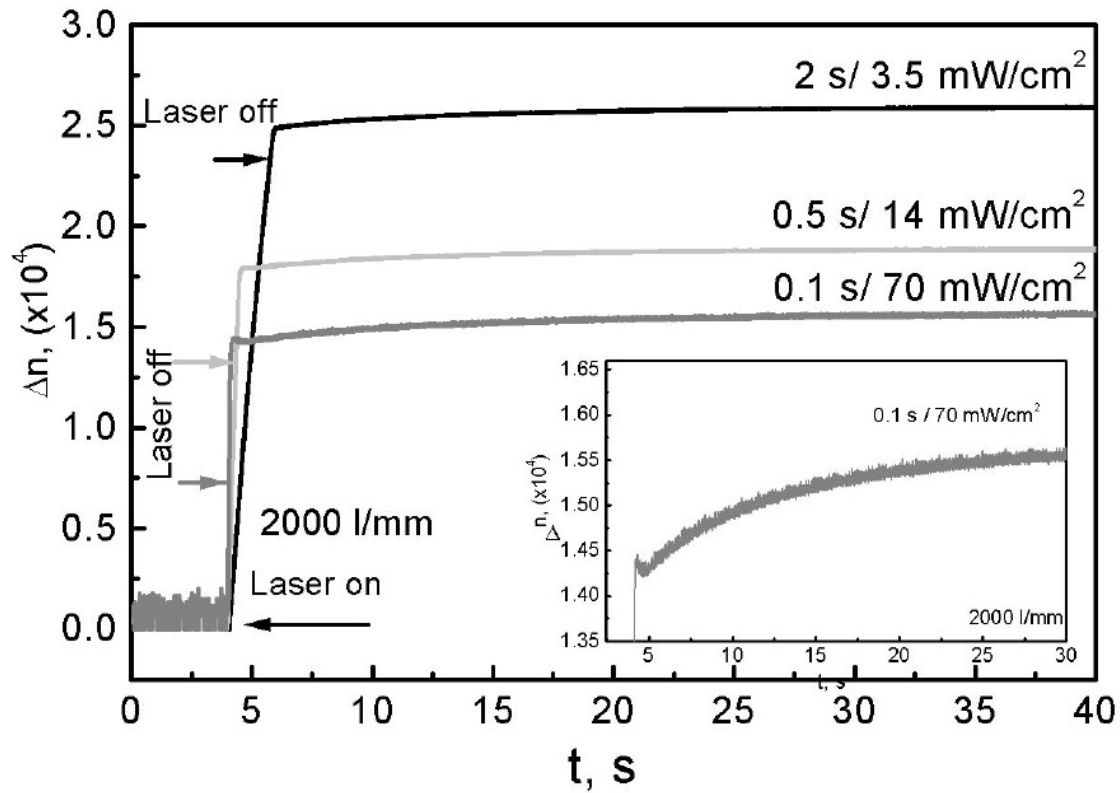 3.0
2 s/ 3.5 mW/cm²
2.5
Laser off
2.0
0.5 s/ 14 mW/cm²
0.1 s/ 70 mW/cm²
1.5
Δn, (x10⁴)
Laser off
1.0
0.5
2000 l/mm
Laser on
0.0
1.65
0.1 s / 70 mW/cm²
1.60
1.55
Δn, (x10⁴)
1.50
1.45
1.40
2000 l/mm
1.35
5 10 15 20 25 30
t, s
0 5 10 15 20 25 30 35 40
t, s